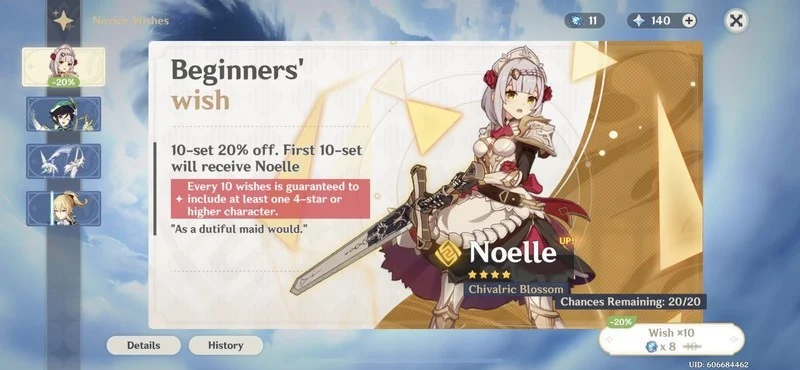 Novice Wishes
11
140
-20%
Beginners'
wish
10-set 20% off. First 10-set
will receive Noelle
Every 10 wishes is guaranteed to
include at least one 4-star or
higher character.
"As a dutiful maid would."
UP!
Noelle
Chivalric Blossom
Chances Remaining: 20/20
-20%
Wish ×10
x 8 10
Details
History
UID: 606684462